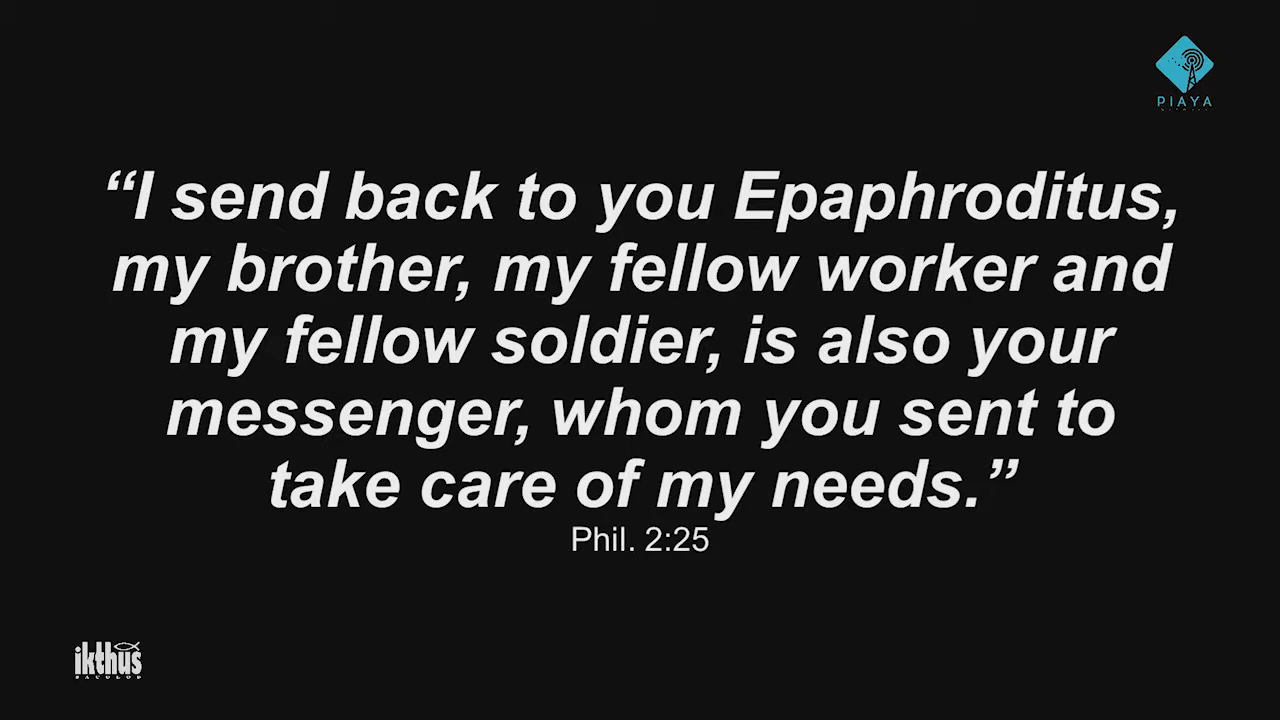 PIAYA
“I send back to you Epaphroditus,
my brother, my fellow worker and
my fellow soldier, is also your
messenger, whom you sent to
take care of my needs.”
Phil. 2:25
ikthus
BACOLOD